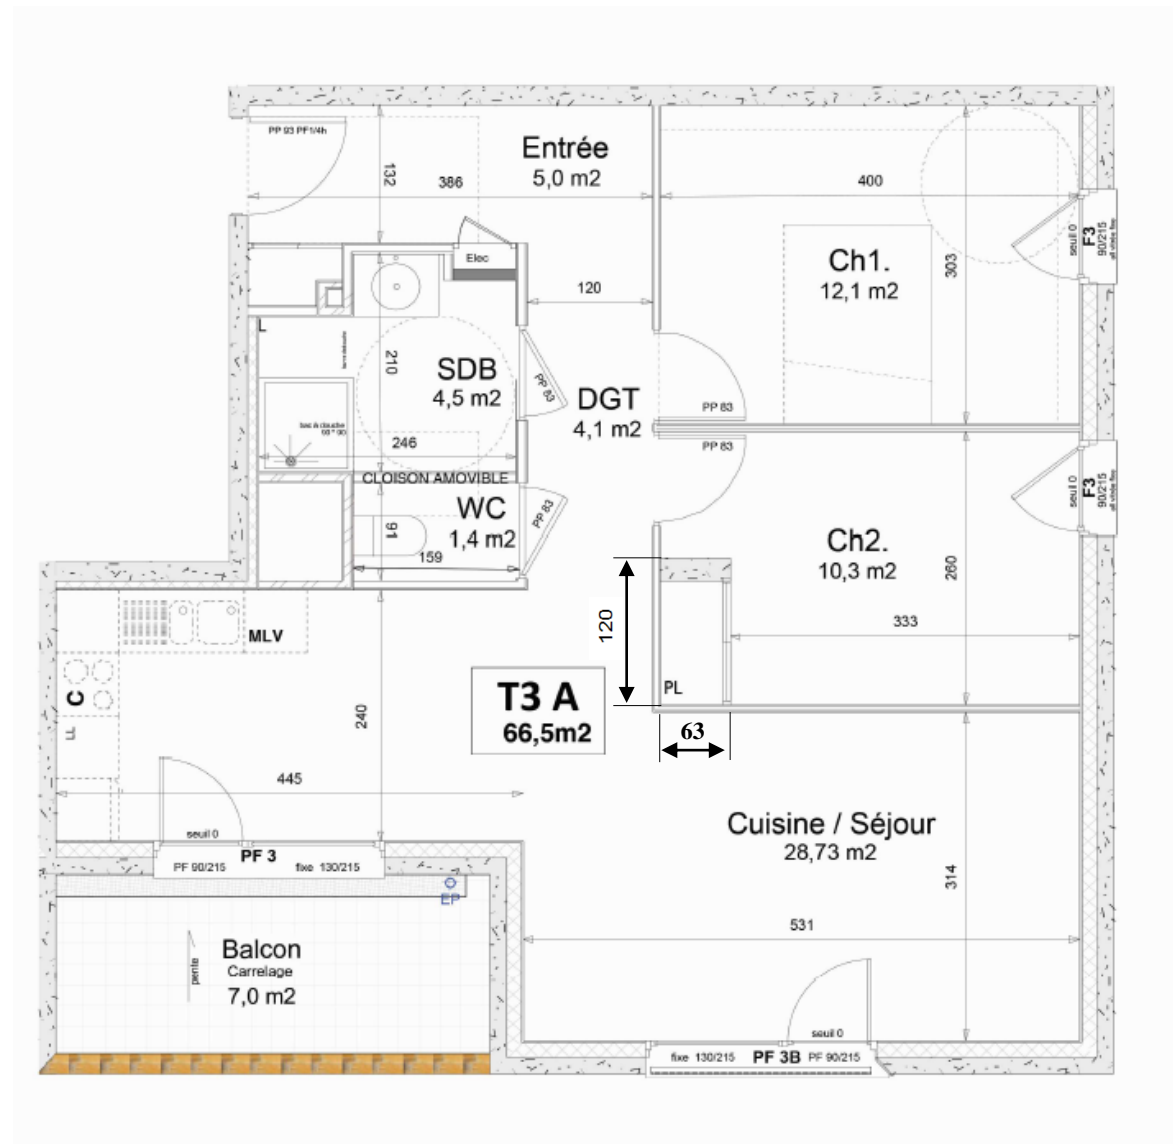 PP 93 PF1/4h
Entrée
5,0 m2
132
386
400
Elec
120
Ch1.
12,1 m2
303
seuil 0
F3
90/215
L
210
SDB
4,5 m2
PP 83
DGT
4,1 m2
PP 83
bac à douche
90 * 90
246
PP 83
CLOISON AMOVIBLE
WC
1,4 m2
91
159
PP 83
Ch2.
10,3 m2
260
333
seuil 0
F3
90/215
120
PL
63
MLV
C
LL
T3 A
66,5m2
240
445
seuil 0
PF 3
PF 90/215
fixe 130/215
EP
Cuisine / Séjour
28,73 m2
314
531
Balcon
Carrelage
7,0 m2
pente
seuil 0
fixe 130/215
PF 3B
PF 90/215